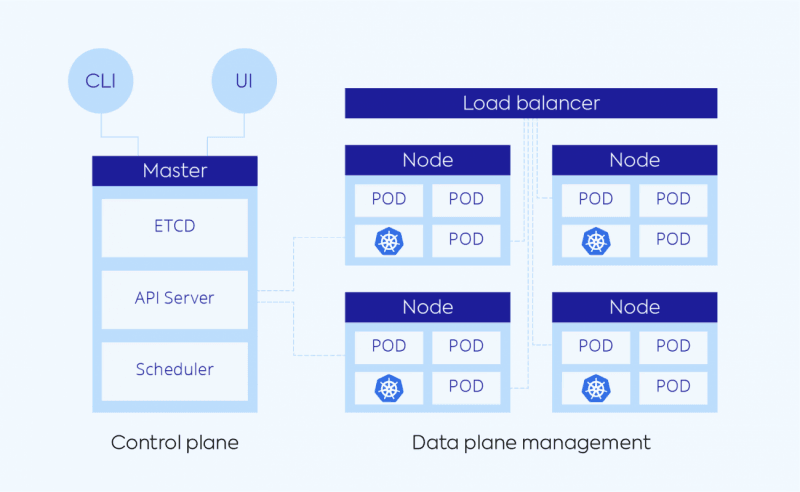 CLI
UI
Master
ETCD
API Server
Scheduler
Control plane
Load balancer
Node
POD POD
POD
Node
POD POD
POD
Node
POD POD
POD
Node
POD POD
POD
Data plane management